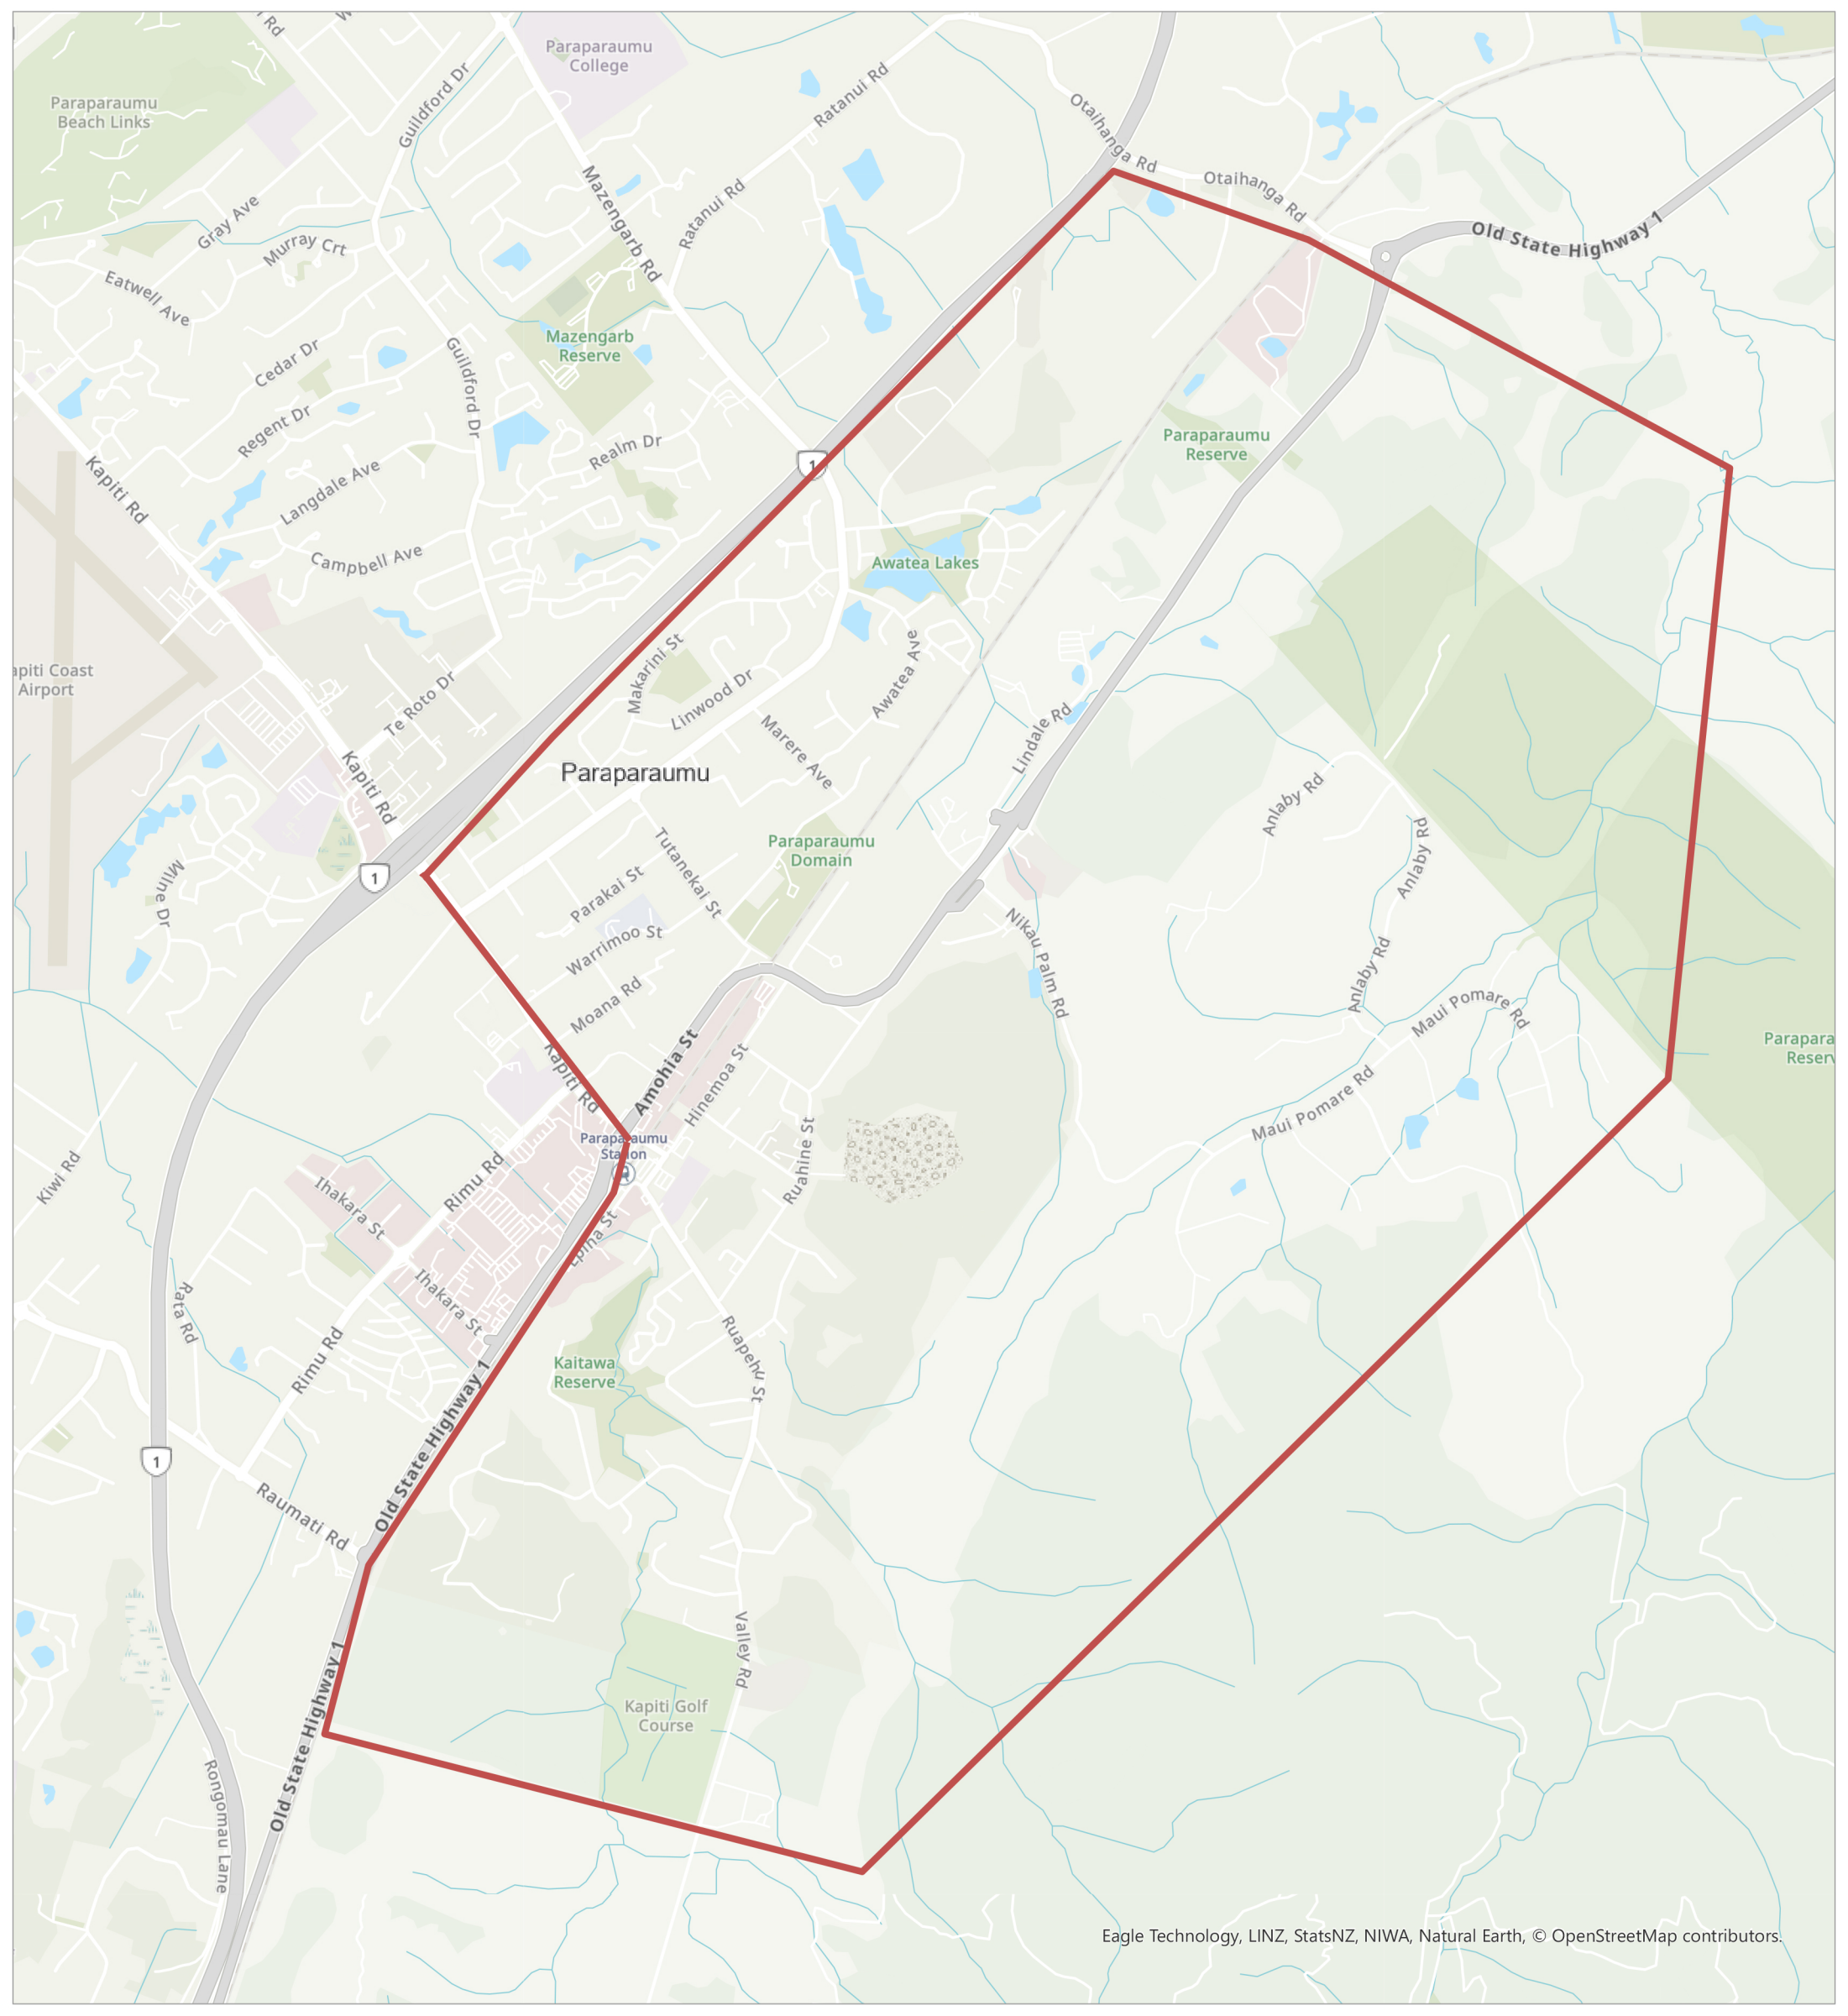 Paraparaumu
College
Paraparaumu
Beach Links
Guildford Dr
Ratanui Rd
Otaihanga Rd
Otaihanga Rd
Old State Highway 1
Gray Ave
Murray Crt
Mazengarb Rd
Ratanui Rd
Eatwell Ave
Mazengarb
Reserve
Cedar Dr
Guildford Dr
Regent Dr
Realm Dr
Paraparaumu
Reserve
1
Kapiti Rd
Langdale Ave
Campbell Ave
Awatea Lakes
apiti Coast
Airport
Makarini St
Linwood Dr
Awatea Ave
Te Roto Dr
Marere Ave
Lindale Rd
Kapiti Rd
Paraparaumu
Anlaby Rd
Anlaby Rd
Tutanekai St
Paraparaumu
Domain
1
Milne Dr
Parakai St
Warrimoo St
Nikau Palm Rd
Anlaby Rd
Moana Rd
Maui Pomare Rd
Parapara
Reserv
Kapiti Rd
Amohia St
Hinemoa St
Maui Pomare Rd
Paraparaumu
Station
Kiwi Rd
Rimu Rd
Ruahine St
Ihakara St
Epiha St
Ihakara St
Rata Rd
Rimu Rd
Ruapehu St
Kaitawa
Reserve
Old State Highway 1
1
Raumati Rd
Valley Rd
Old State Highway 1
Kapiti Golf
Course
Rongomau Lane
Eagle Technology, LINZ, StatsNZ, NIWA, Natural Earth, © OpenStreetMap contributors.